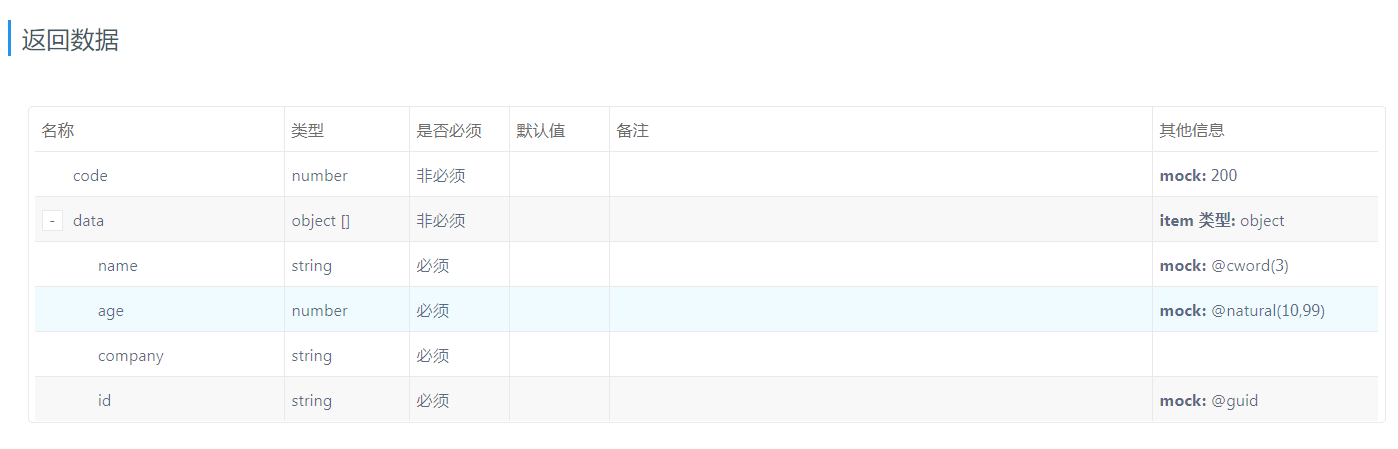 返回数据
名称 类型 是否必须 默认值 备注 其他信息
code number 非必须 mock: 200
- data object [] 非必须 item 类型: object
name string 必须 mock: @cword(3)
age number 必须 mock: @natural(10,99)
company string 必须
id string 必须 mock: @guid